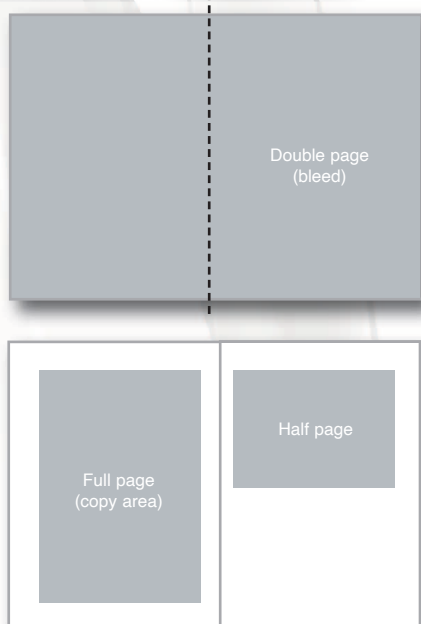 Double page
(bleed)
Full page
(copy area)
Half page